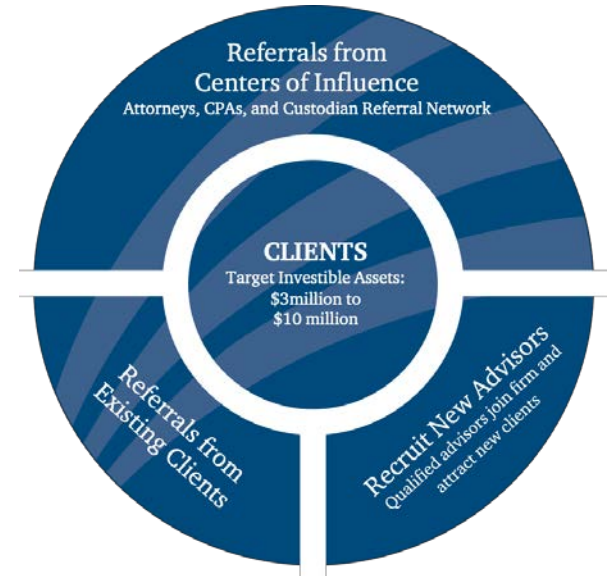 Referrals from
Centers of Influence
Attorneys, CPAs, and Custodian Referral Network
CLIENTS
Target Investible Assets:
$3million to
$10 million
Referrals from
Existing Clients
Recruit New Advisors
Qualified advisors join firm and
attract new clients